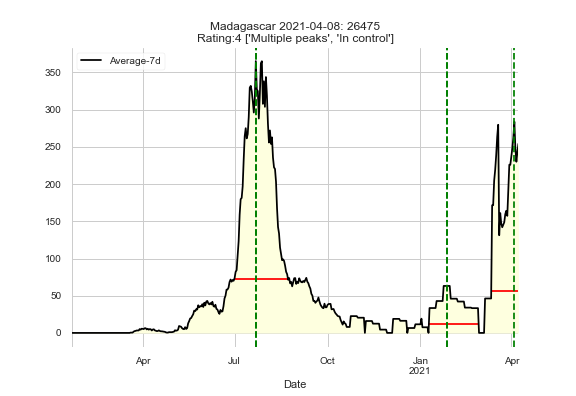 Madagascar 2021-04-08: 26475
Rating:4 ['Multiple peaks', 'In control']
Average-7d
350
300
250
200
150
100
50
0
Apr
Jul
Oct
Jan
2021
Apr
Date